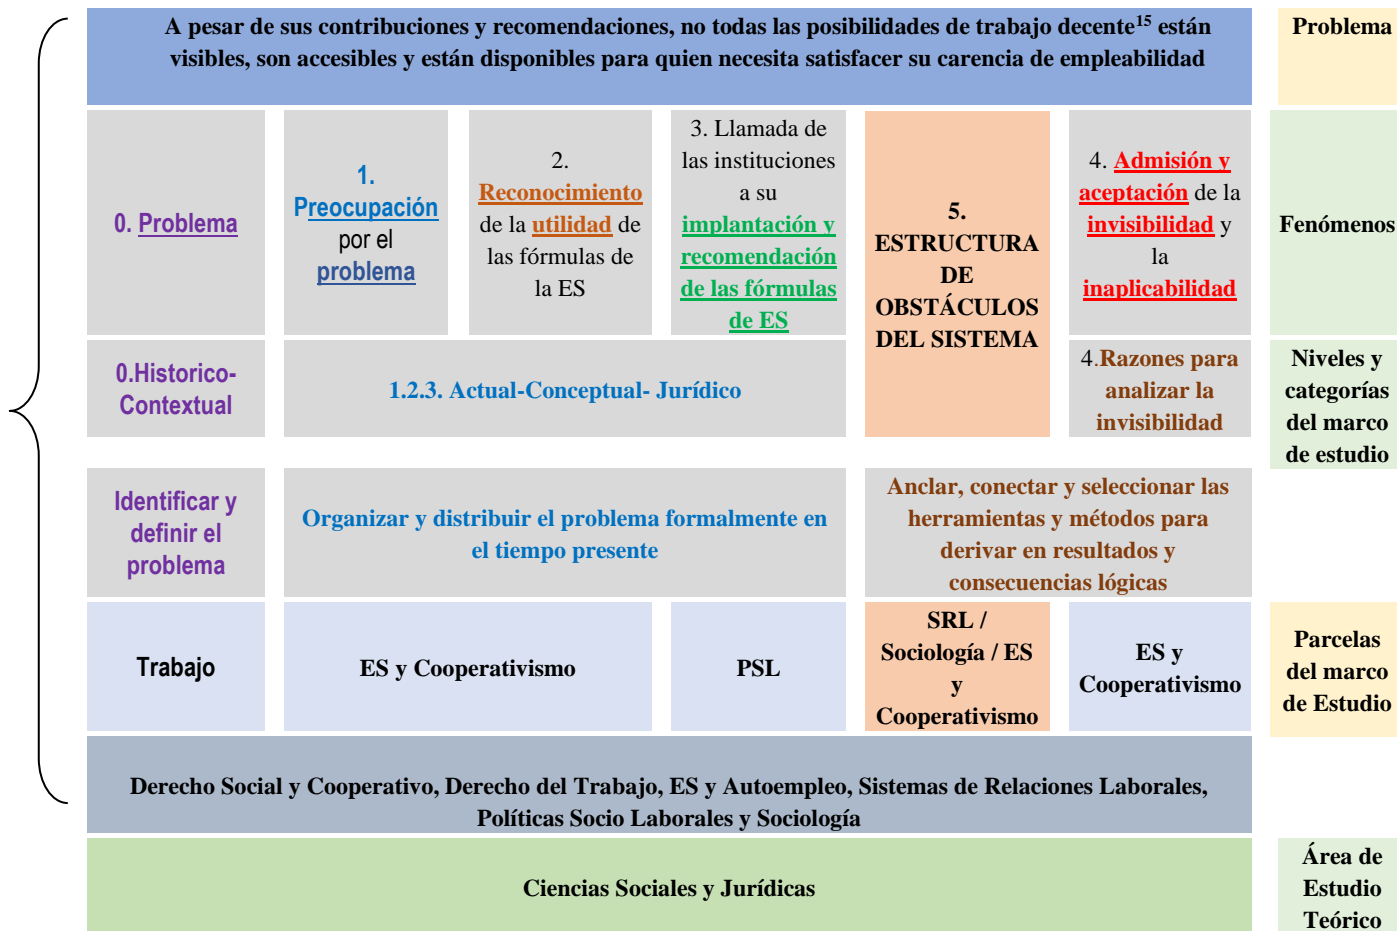 A pesar de sus contribuciones y recomendaciones, no todas las posibilidades de trabajo decente¹⁵ están
visibles, son accesibles y están disponibles para quien necesita satisfacer su carencia de empleabilidad
Problema
0. Problema
1.
Preocupación
por el
problema
2.
Reconocimiento
de la utilidad de
las fórmulas de
la ES
3. Llamada de
las instituciones
a su
implantación y
recomendación
de las fórmulas
de ES
5.
ESTRUCTURA
DE
OBSTÁCULOS
DEL SISTEMA
4. Admisión y
aceptación de la
invisibilidad y
la
inaplicabilidad
Fenómenos
0.Historico-
Contextual
1.2.3. Actual-Conceptual- Jurídico
4.Razones para
analizar la
invisibilidad
Niveles y
categorías
del marco
de estudio
Identificar y
definir el
problema
Organizar y distribuir el problema formalmente en
el tiempo presente
Anclar, conectar y seleccionar las
herramientas y métodos para
derivar en resultados y
consecuencias lógicas
Trabajo
ES y Cooperativismo
PSL
SRL /
Sociología / ES
y
Cooperativismo
ES y
Cooperativismo
Parcelas
del marco
de Estudio
Derecho Social y Cooperativo, Derecho del Trabajo, ES y Autoempleo, Sistemas de Relaciones Laborales,
Políticas Socio Laborales y Sociología
Ciencias Sociales y Jurídicas
Área de
Estudio
Teórico